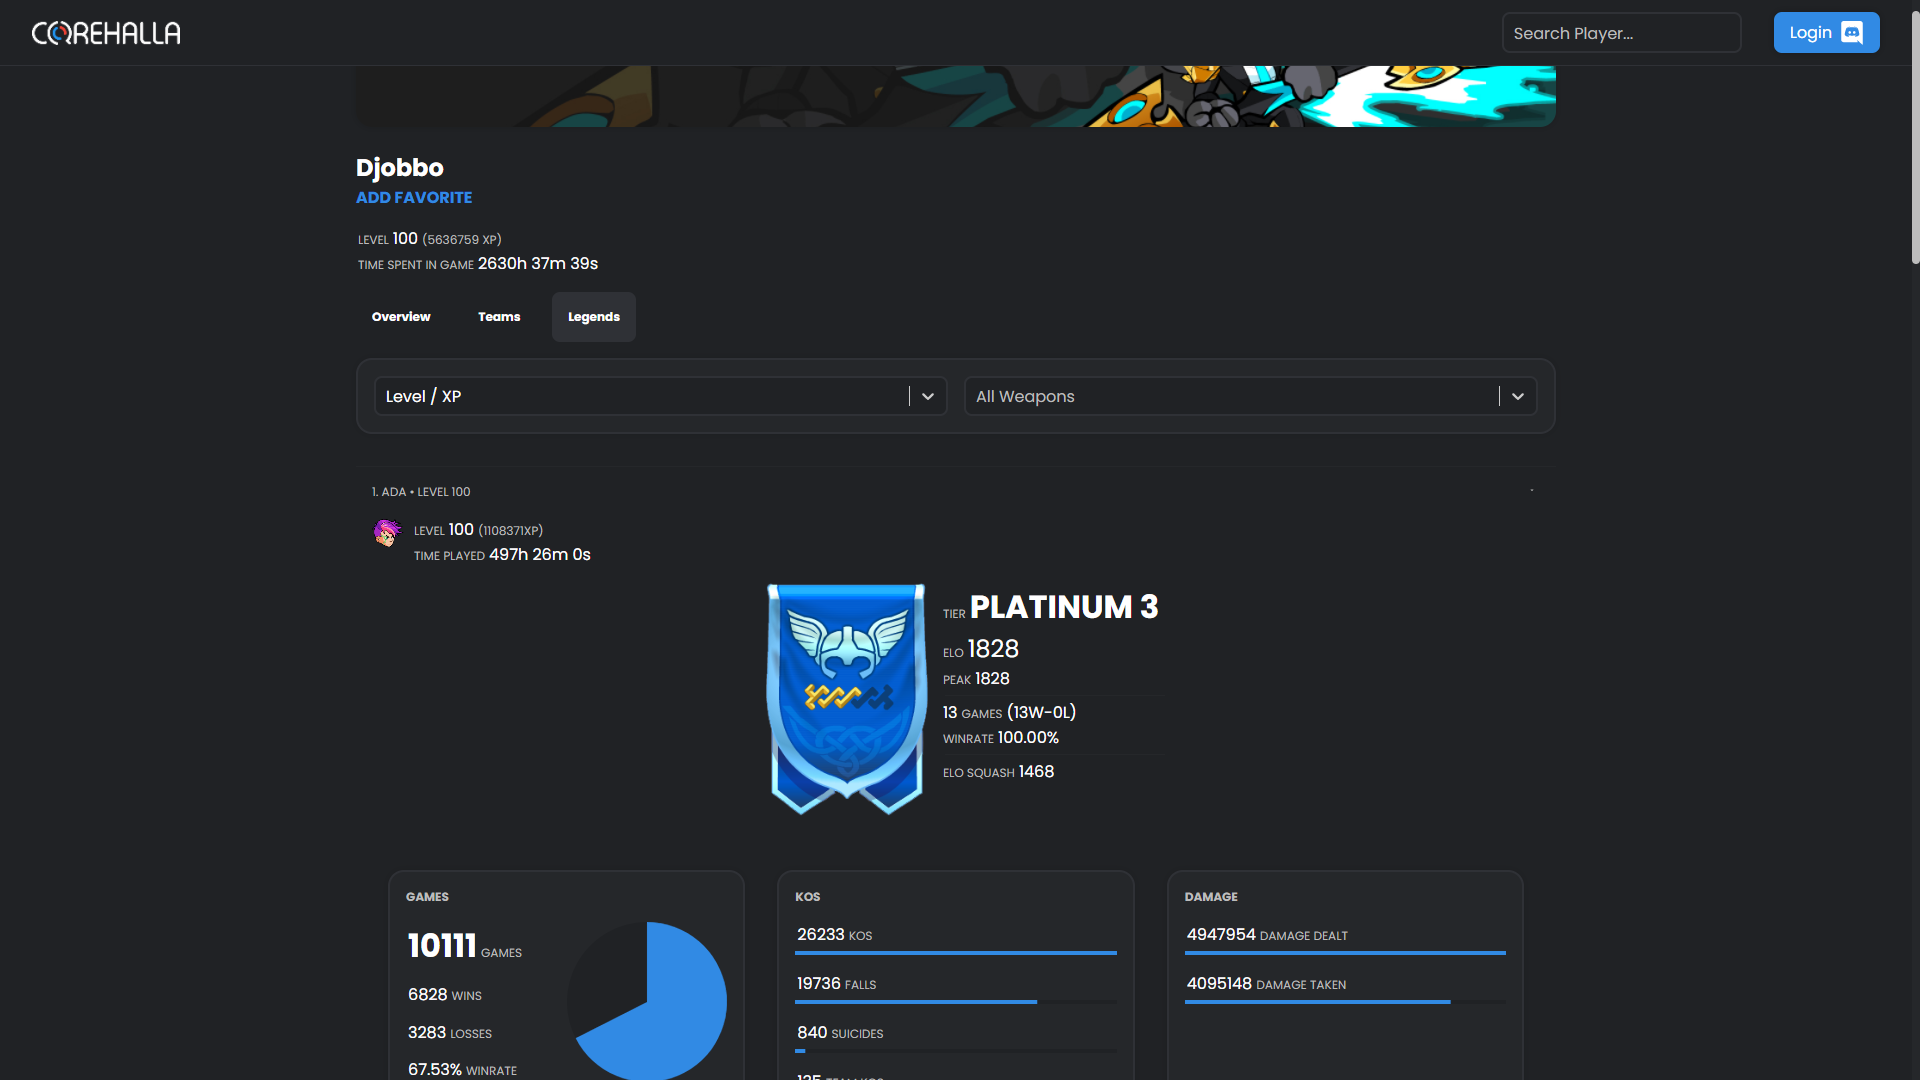 COREHALLA
Search Player...
Login
Djobbo
ADD FAVORITE
LEVEL 100 (5636759 XP)
TIME SPENT IN GAME 2630h 37m 39s
Overview Teams Legends
Level / XP
All Weapons
1. ADA • LEVEL 100
LEVEL 100 (1108371XP)
TIME PLAYED 497h 26m 0s
TIER PLATINUM 3
ELO 1828
PEAK 1828
13 GAMES (13W-0L)
WINRATE 100.00%
ELO SQUASH 1468
GAMES
10111 GAMES
6828 WINS
3283 LOSSES
67.53% WINRATE
KOS
26233 KOS
19736 FALLS
840 SUICIDES
DAMAGE
4947954 DAMAGE DEALT
4095148 DAMAGE TAKEN